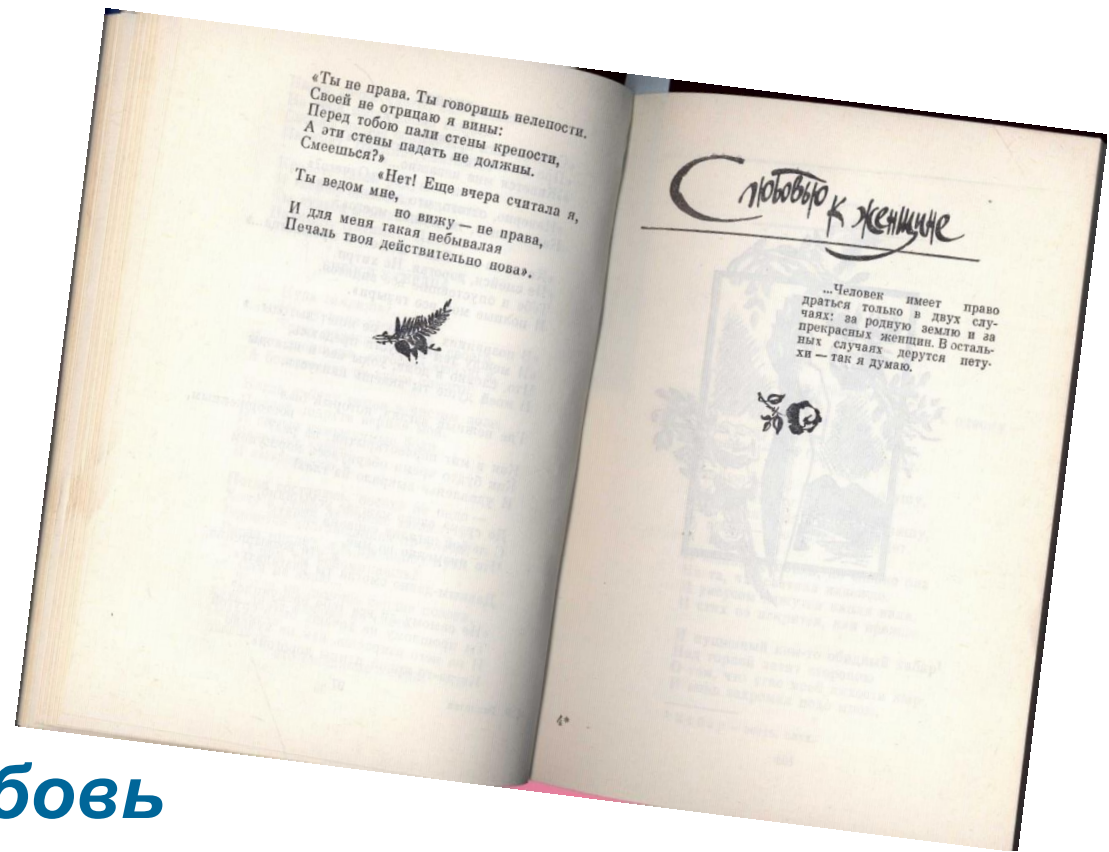 «Ты не права. Ты говоришь нелепости.
Своей не отрицаю я вины:
Перед тобою пали стены крепости,
А эти стены падать не должны.
Смеешься?»
«Нет! Еще вчера считала я,
Ты ведом мне,
но вижу — не права,
И для меня такая небывалая
Печаль твоя действительно нова».
С любовью к женщине
...Человек имеет право
драться только в двух слу-
чаях: за родную землю и за
прекрасных женщин. В осталь-
ных случаях дерутся пету-
хи — так я думаю.
4*
бовь